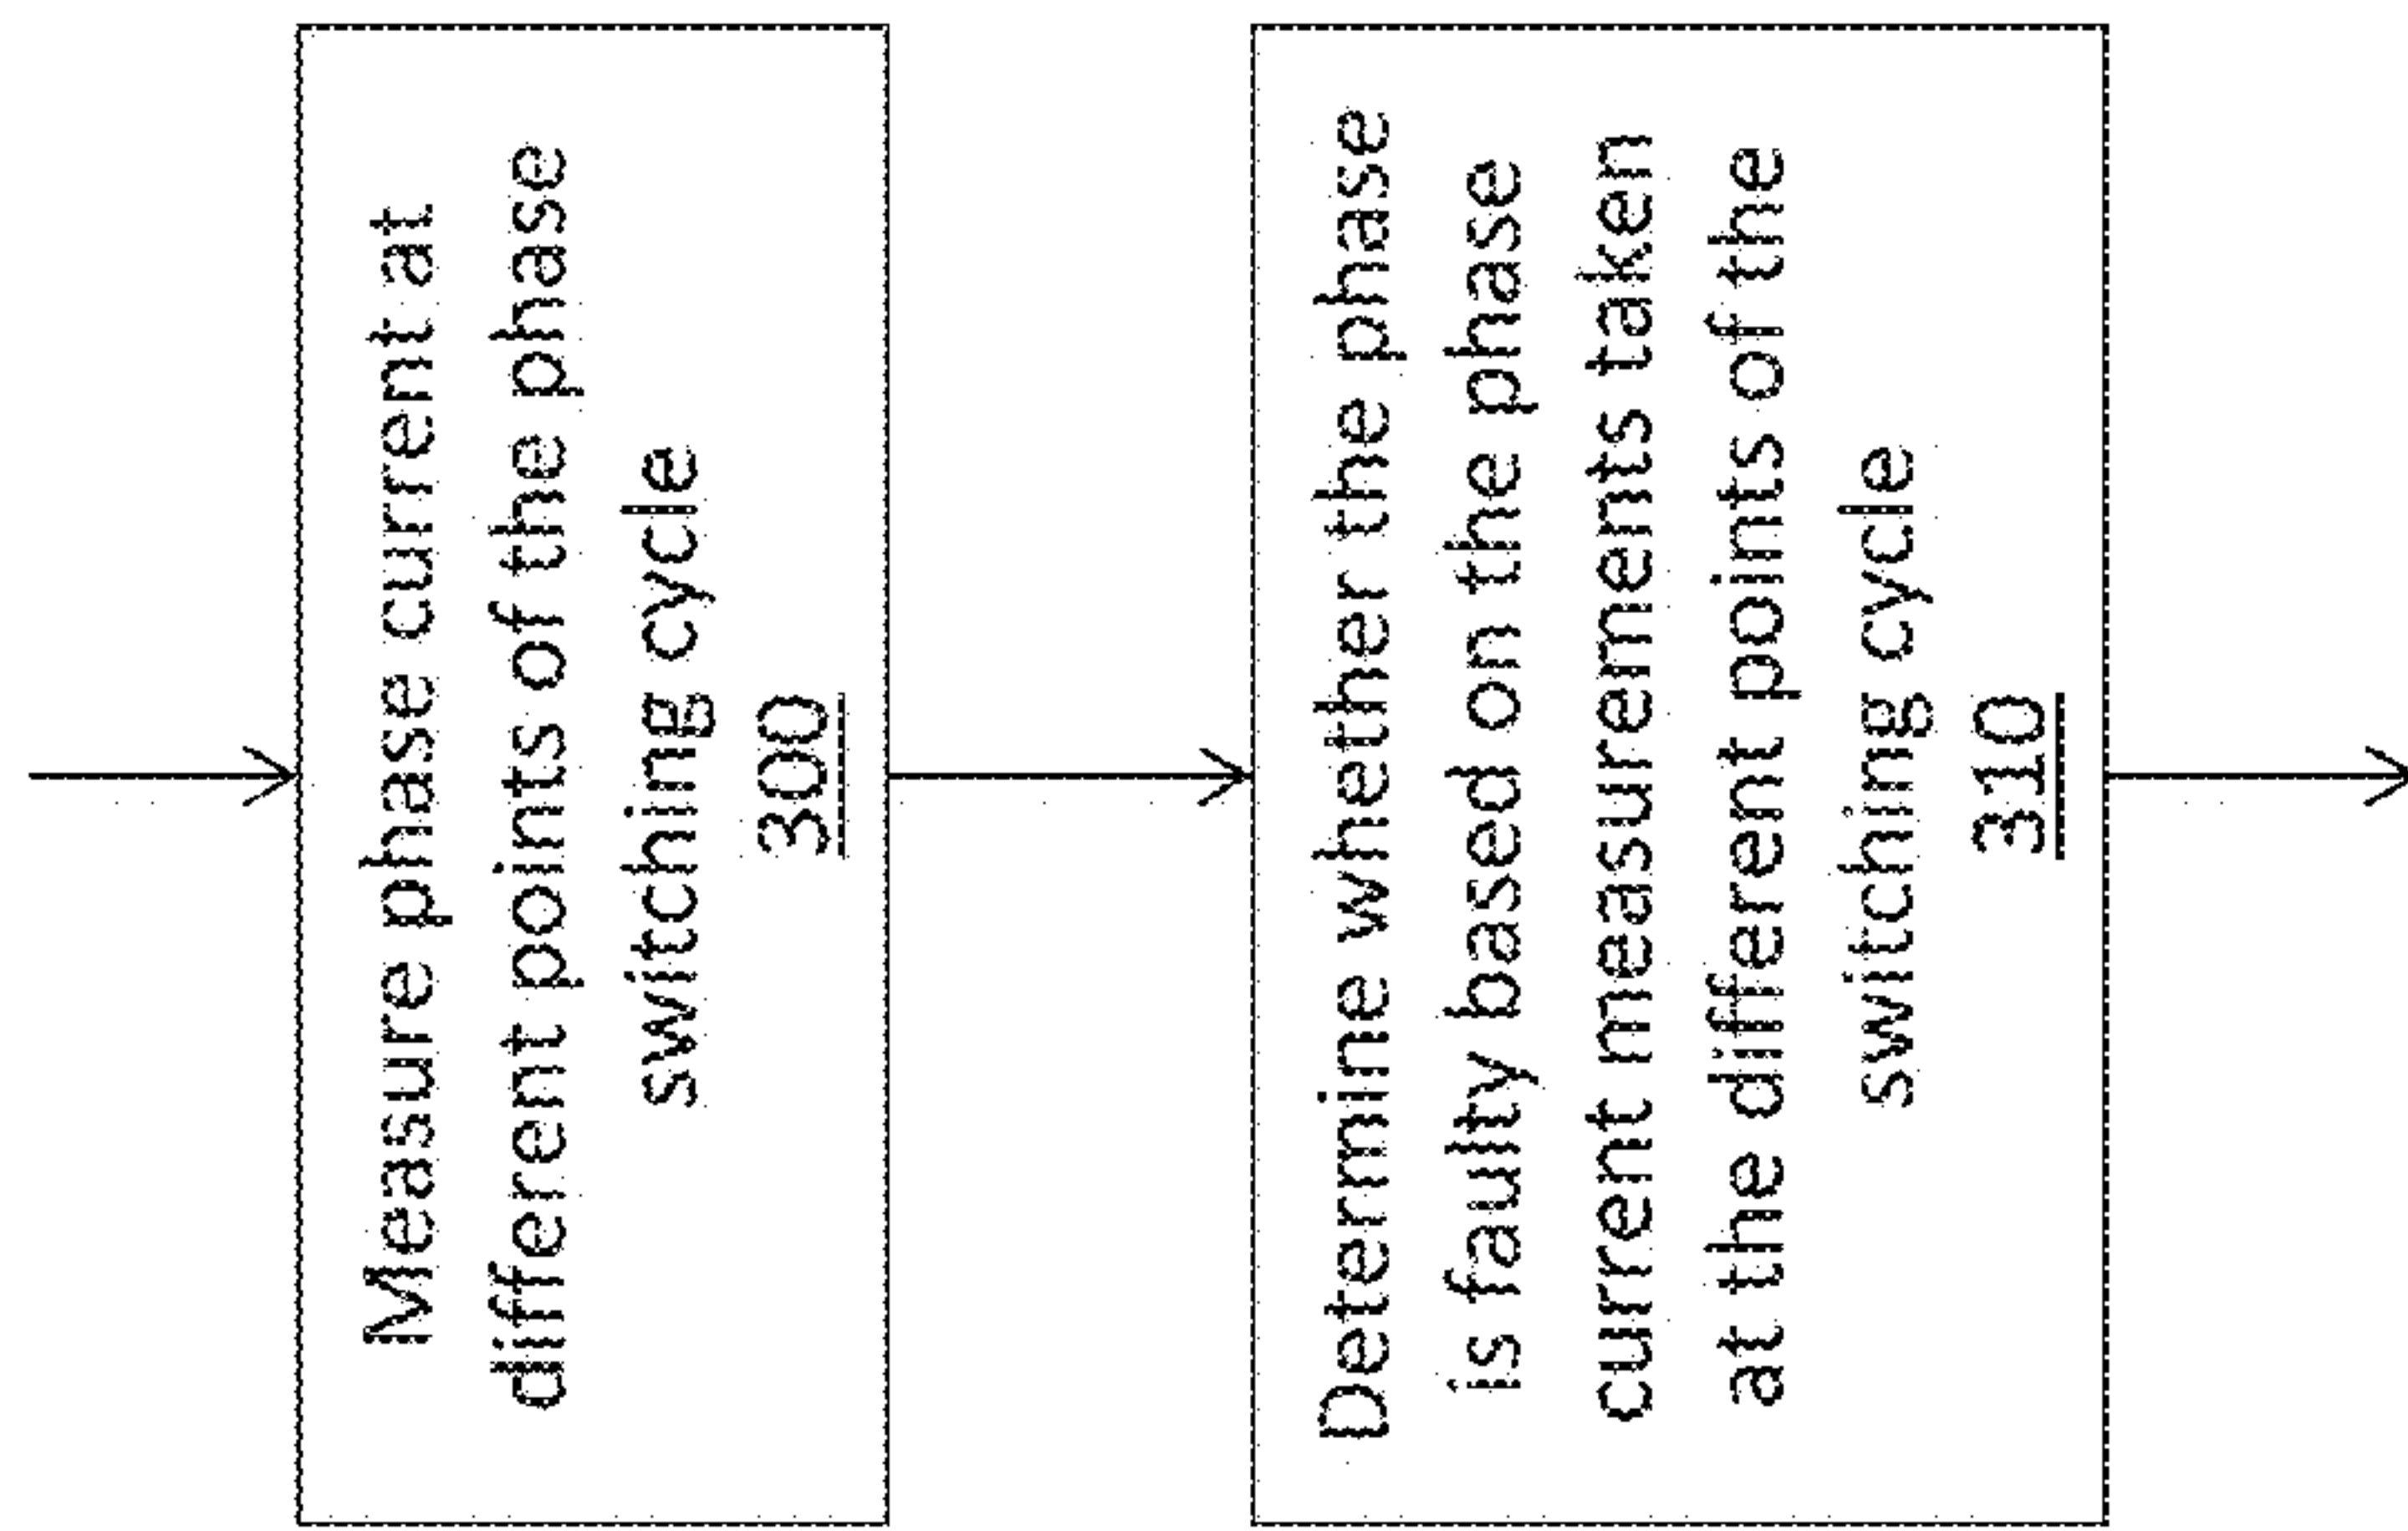 Measure phase current at
different points of the phase
switching cycle
300
Determine whether the phase
is faulty based on the phase
current measurements taken
at the different points of the
switching cycle
310